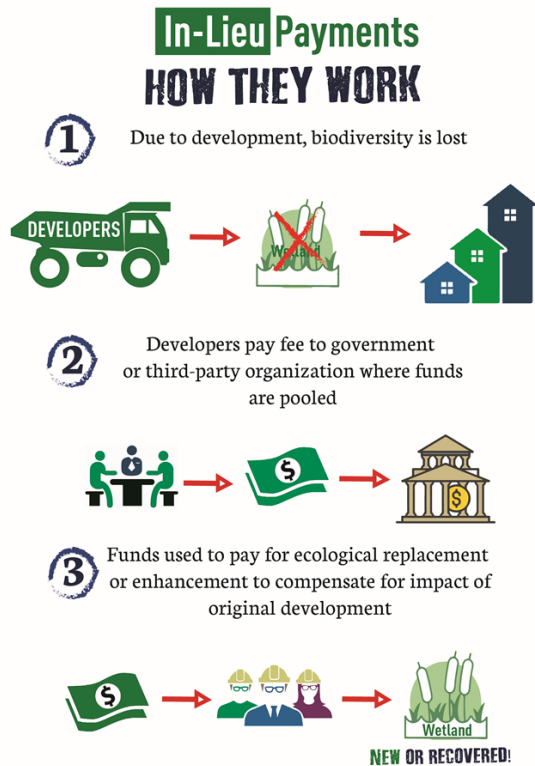 In-Lieu Payments
HOW THEY WORK
1
Due to development, biodiversity is lost
DEVELOPERS
Wetland
2
Developers pay fee to government
or third-party organization where funds
are pooled
$
$
3
Funds used to pay for ecological replacement
or enhancement to compensate for impact of
original development
$
Wetland
NEW OR RECOVERED!